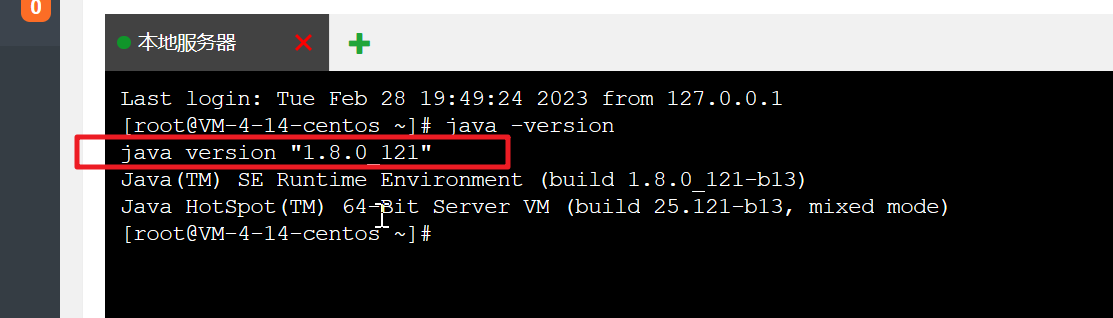 0
本地服务器
Last login: Tue Feb 28 19:49:24 2023 from 127.0.0.1
[root@VM-4-14-centos ~]# java -version
java version "1.8.0_121"
Java(TM) SE Runtime Environment (build 1.8.0_121-b13)
Java HotSpot(TM) 64-Bit Server VM (build 25.121-b13, mixed mode)
[root@VM-4-14-centos ~]#